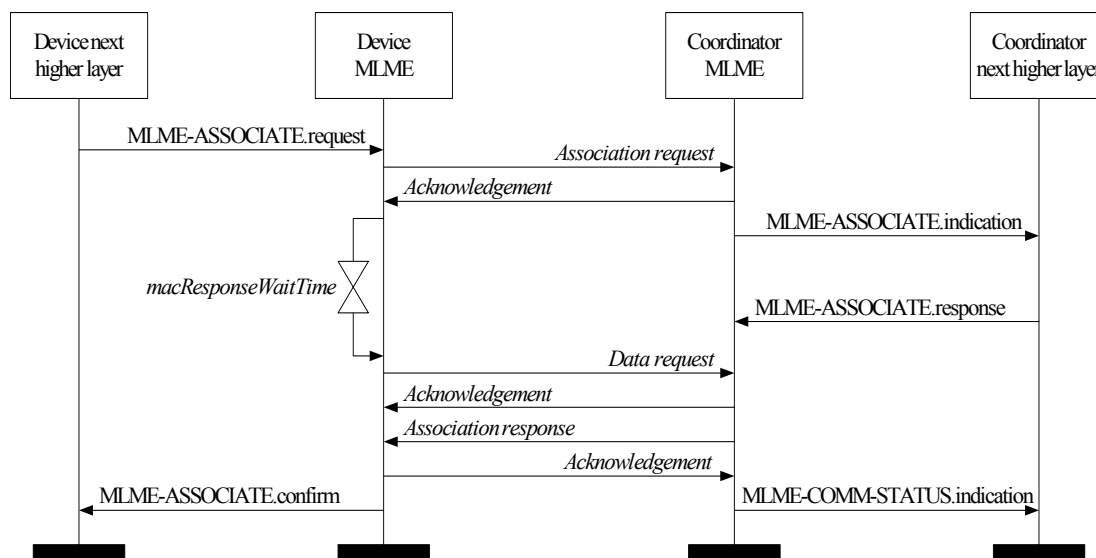 Device next
higher layer
Device
MLME
Coordinator
MLME
Coordinator
next higher layer
MLME-ASSOCIATE.request
Association request
Acknowledgement
MLME-ASSOCIATE.indication
macResponseWaitTime
MLME-ASSOCIATE.response
Data request
Acknowledgement
Association response
Acknowledgement
MLME-ASSOCIATE.confirm
MLME-COMM-STATUS.indication